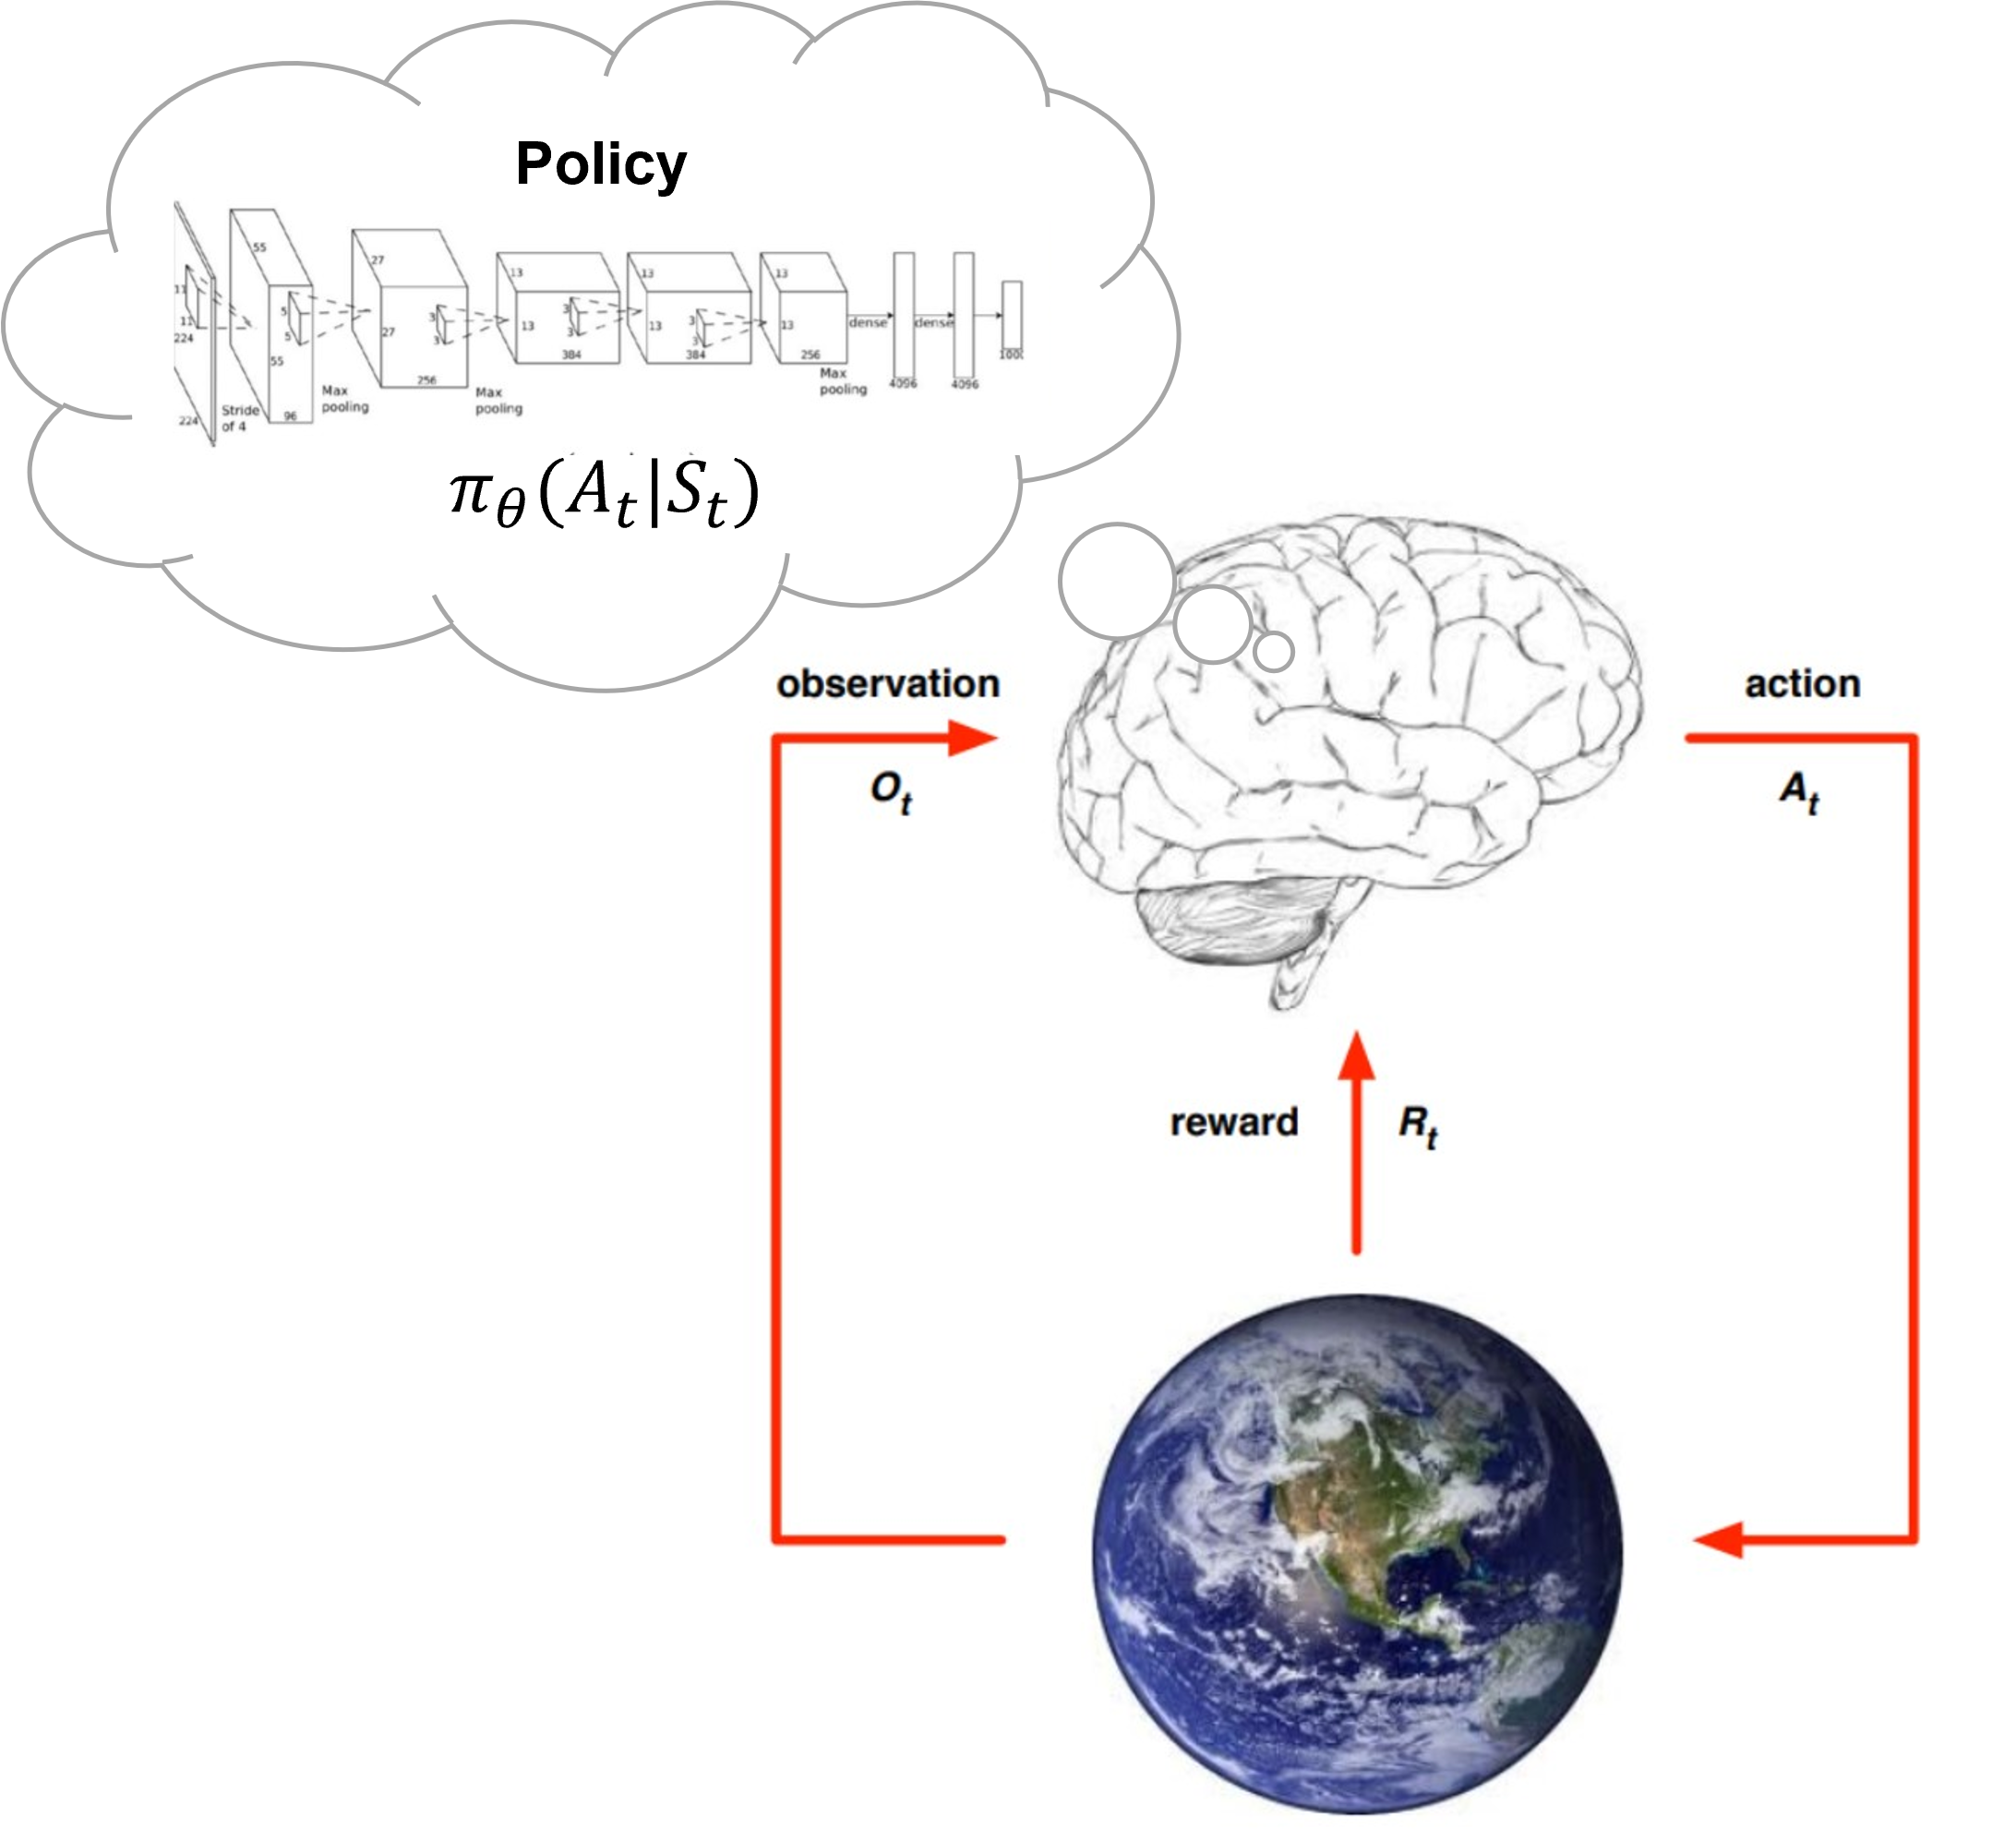 Policy
55
27
13
13
13
11
11
5
5
3
3
3
3
3
3
224
55
27
13
13
13
dense
dense
384
384
256
1000
256
Max
pooling
4096
4096
Max
pooling
Max
pooling
224
Stride
of 4
96
π_θ(A_t|S_t)
observation
action
O_t
A_t
reward
R_t